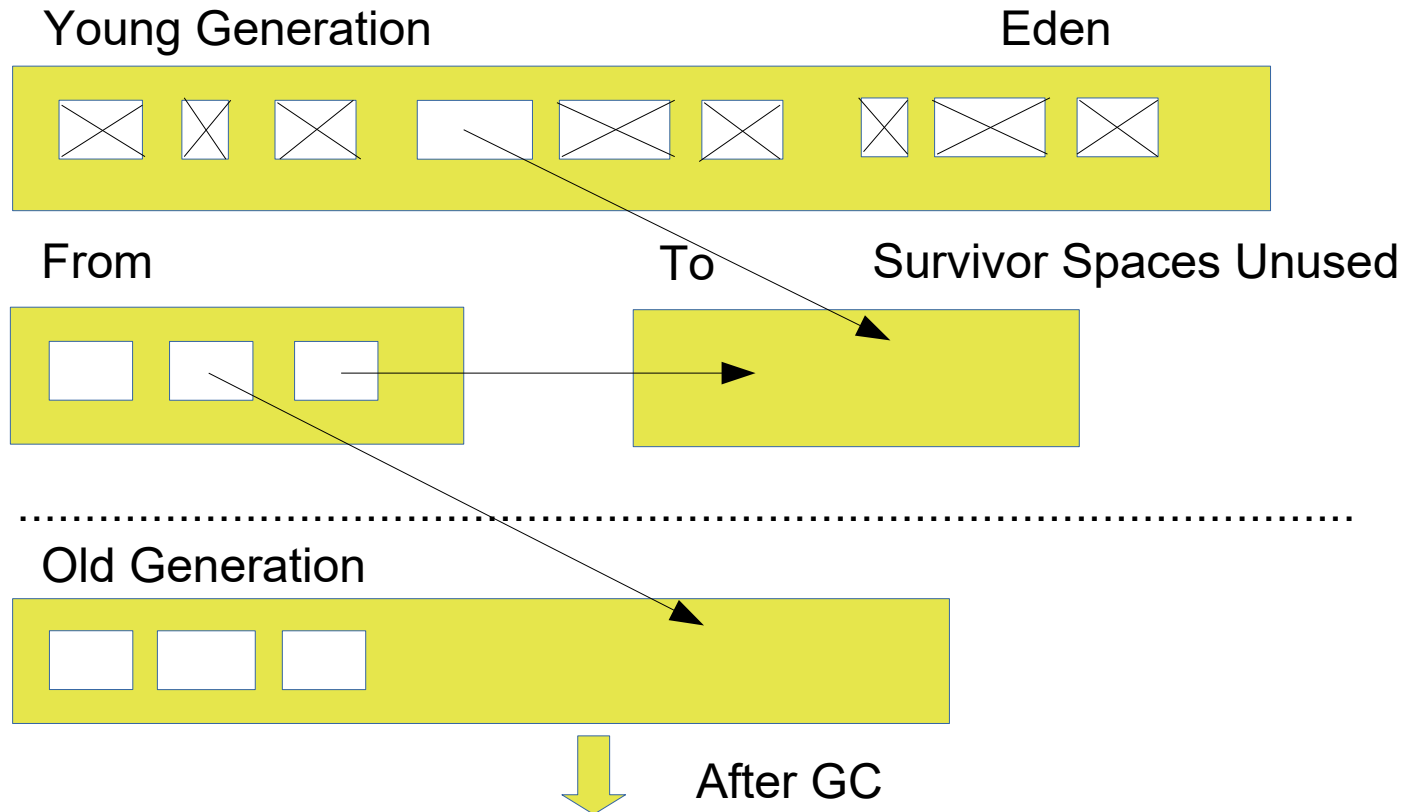 Young Generation Eden
From To Survivor Spaces Unused
Old Generation
After GC